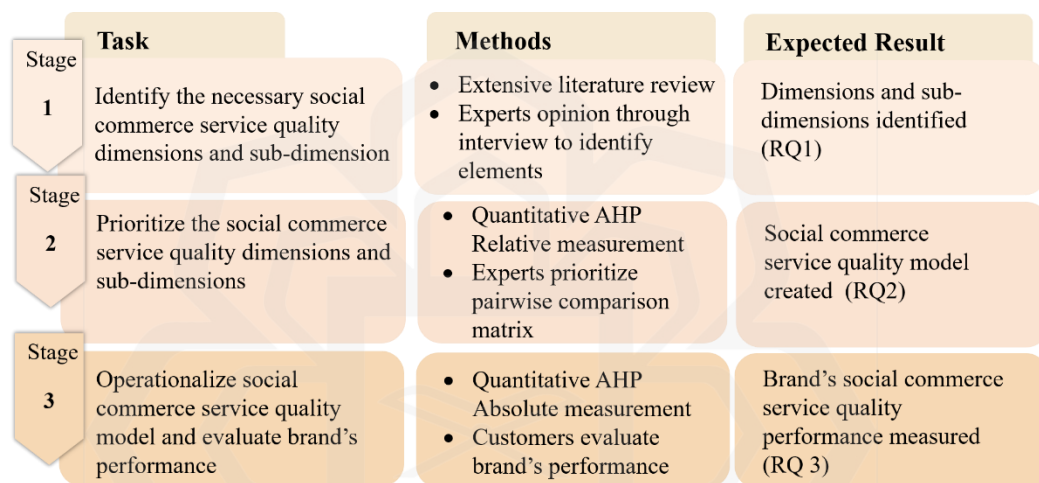 Task
Methods
Expected Result
Stage
1
Identify the necessary social
commerce service quality
dimensions and sub-dimension
• Extensive literature review
• Experts opinion through
interview to identify
elements
Dimensions and sub-
dimensions identified
(RQ1)
Stage
2
Prioritize the social commerce
service quality dimensions and
sub-dimensions
• Quantitative AHP
Relative measurement
• Experts prioritize
pairwise comparison
matrix
Social commerce
service quality model
created (RQ2)
Stage
3
Operationalize social
commerce service quality
model and evaluate brand’s
performance
• Quantitative AHP
Absolute measurement
• Customers evaluate
brand’s performance
Brand’s social commerce
service quality
performance measured
(RQ 3)